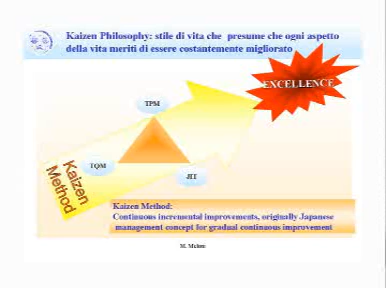 Kaizen Philosophy: stile di vita che presume che ogni aspetto
della vita meriti di essere costantemente migliorato
EXCELLENCE
TPM
TQM
JIT
Kaizen
Method
Kaizen Method:
Continuous incremental improvements, originally Japanese
management concept for gradual continuous improvement